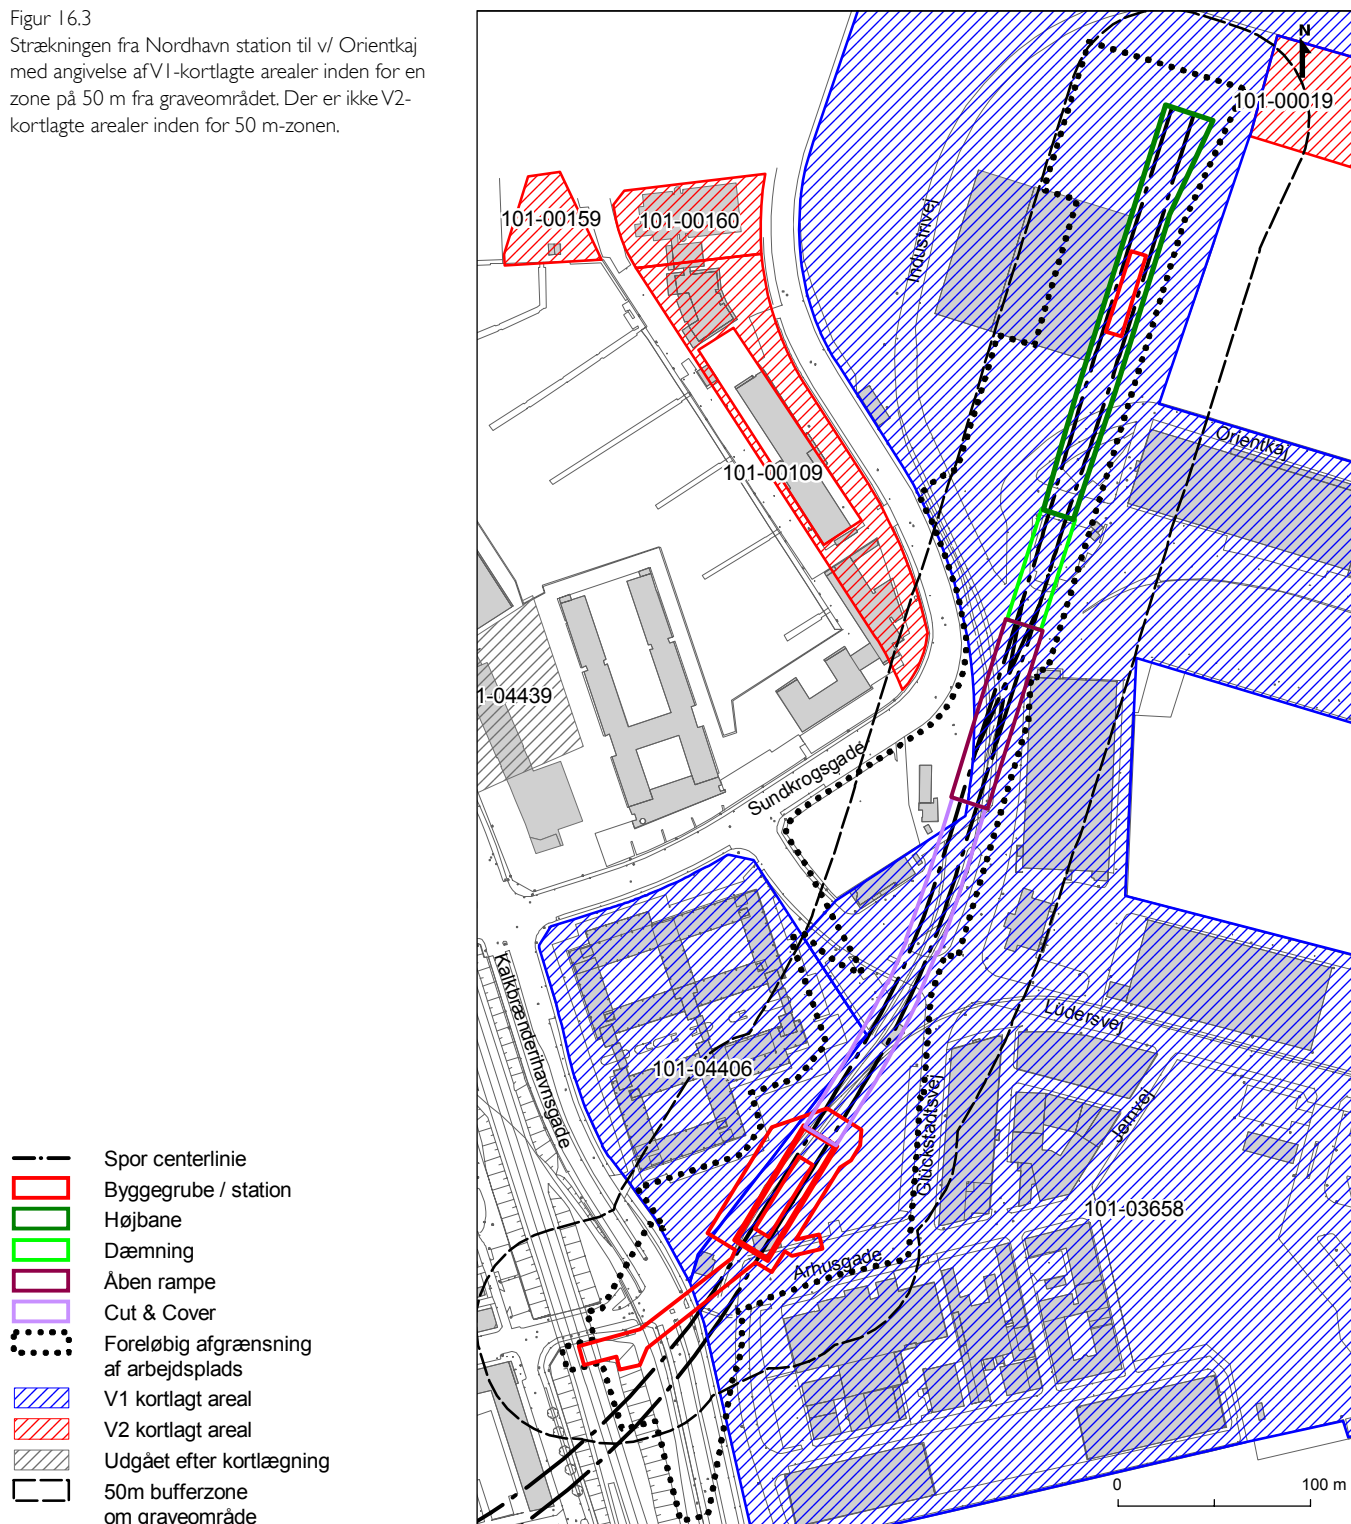 Figur 16.3
Strækningen fra Nordhavn station til v/ Orientkaj
med angivelse af V1-kortlagte arealer inden for en
zone på 50 m fra graveområdet. Der er ikke V2-
kortlagte arealer inden for 50 m-zonen.
N
101-00019
101-00159
101-00160
Industrivej
Orientkaj
101-00109
1-04439
Sundkrogsgade
Kalkbrænderihavnsgade
Lüdersvej
101-04406
Glückstadtsvej
Jernvej
101-03658
Århusgade
Spor centerlinie
Byggegrube / station
Højbane
Dæmning
Åben rampe
Cut & Cover
Foreløbig afgrænsning
af arbejdsplads
V1 kortlagt areal
V2 kortlagt areal
Udgået efter kortlægning
50m bufferzone
om graveområde
0 100 m